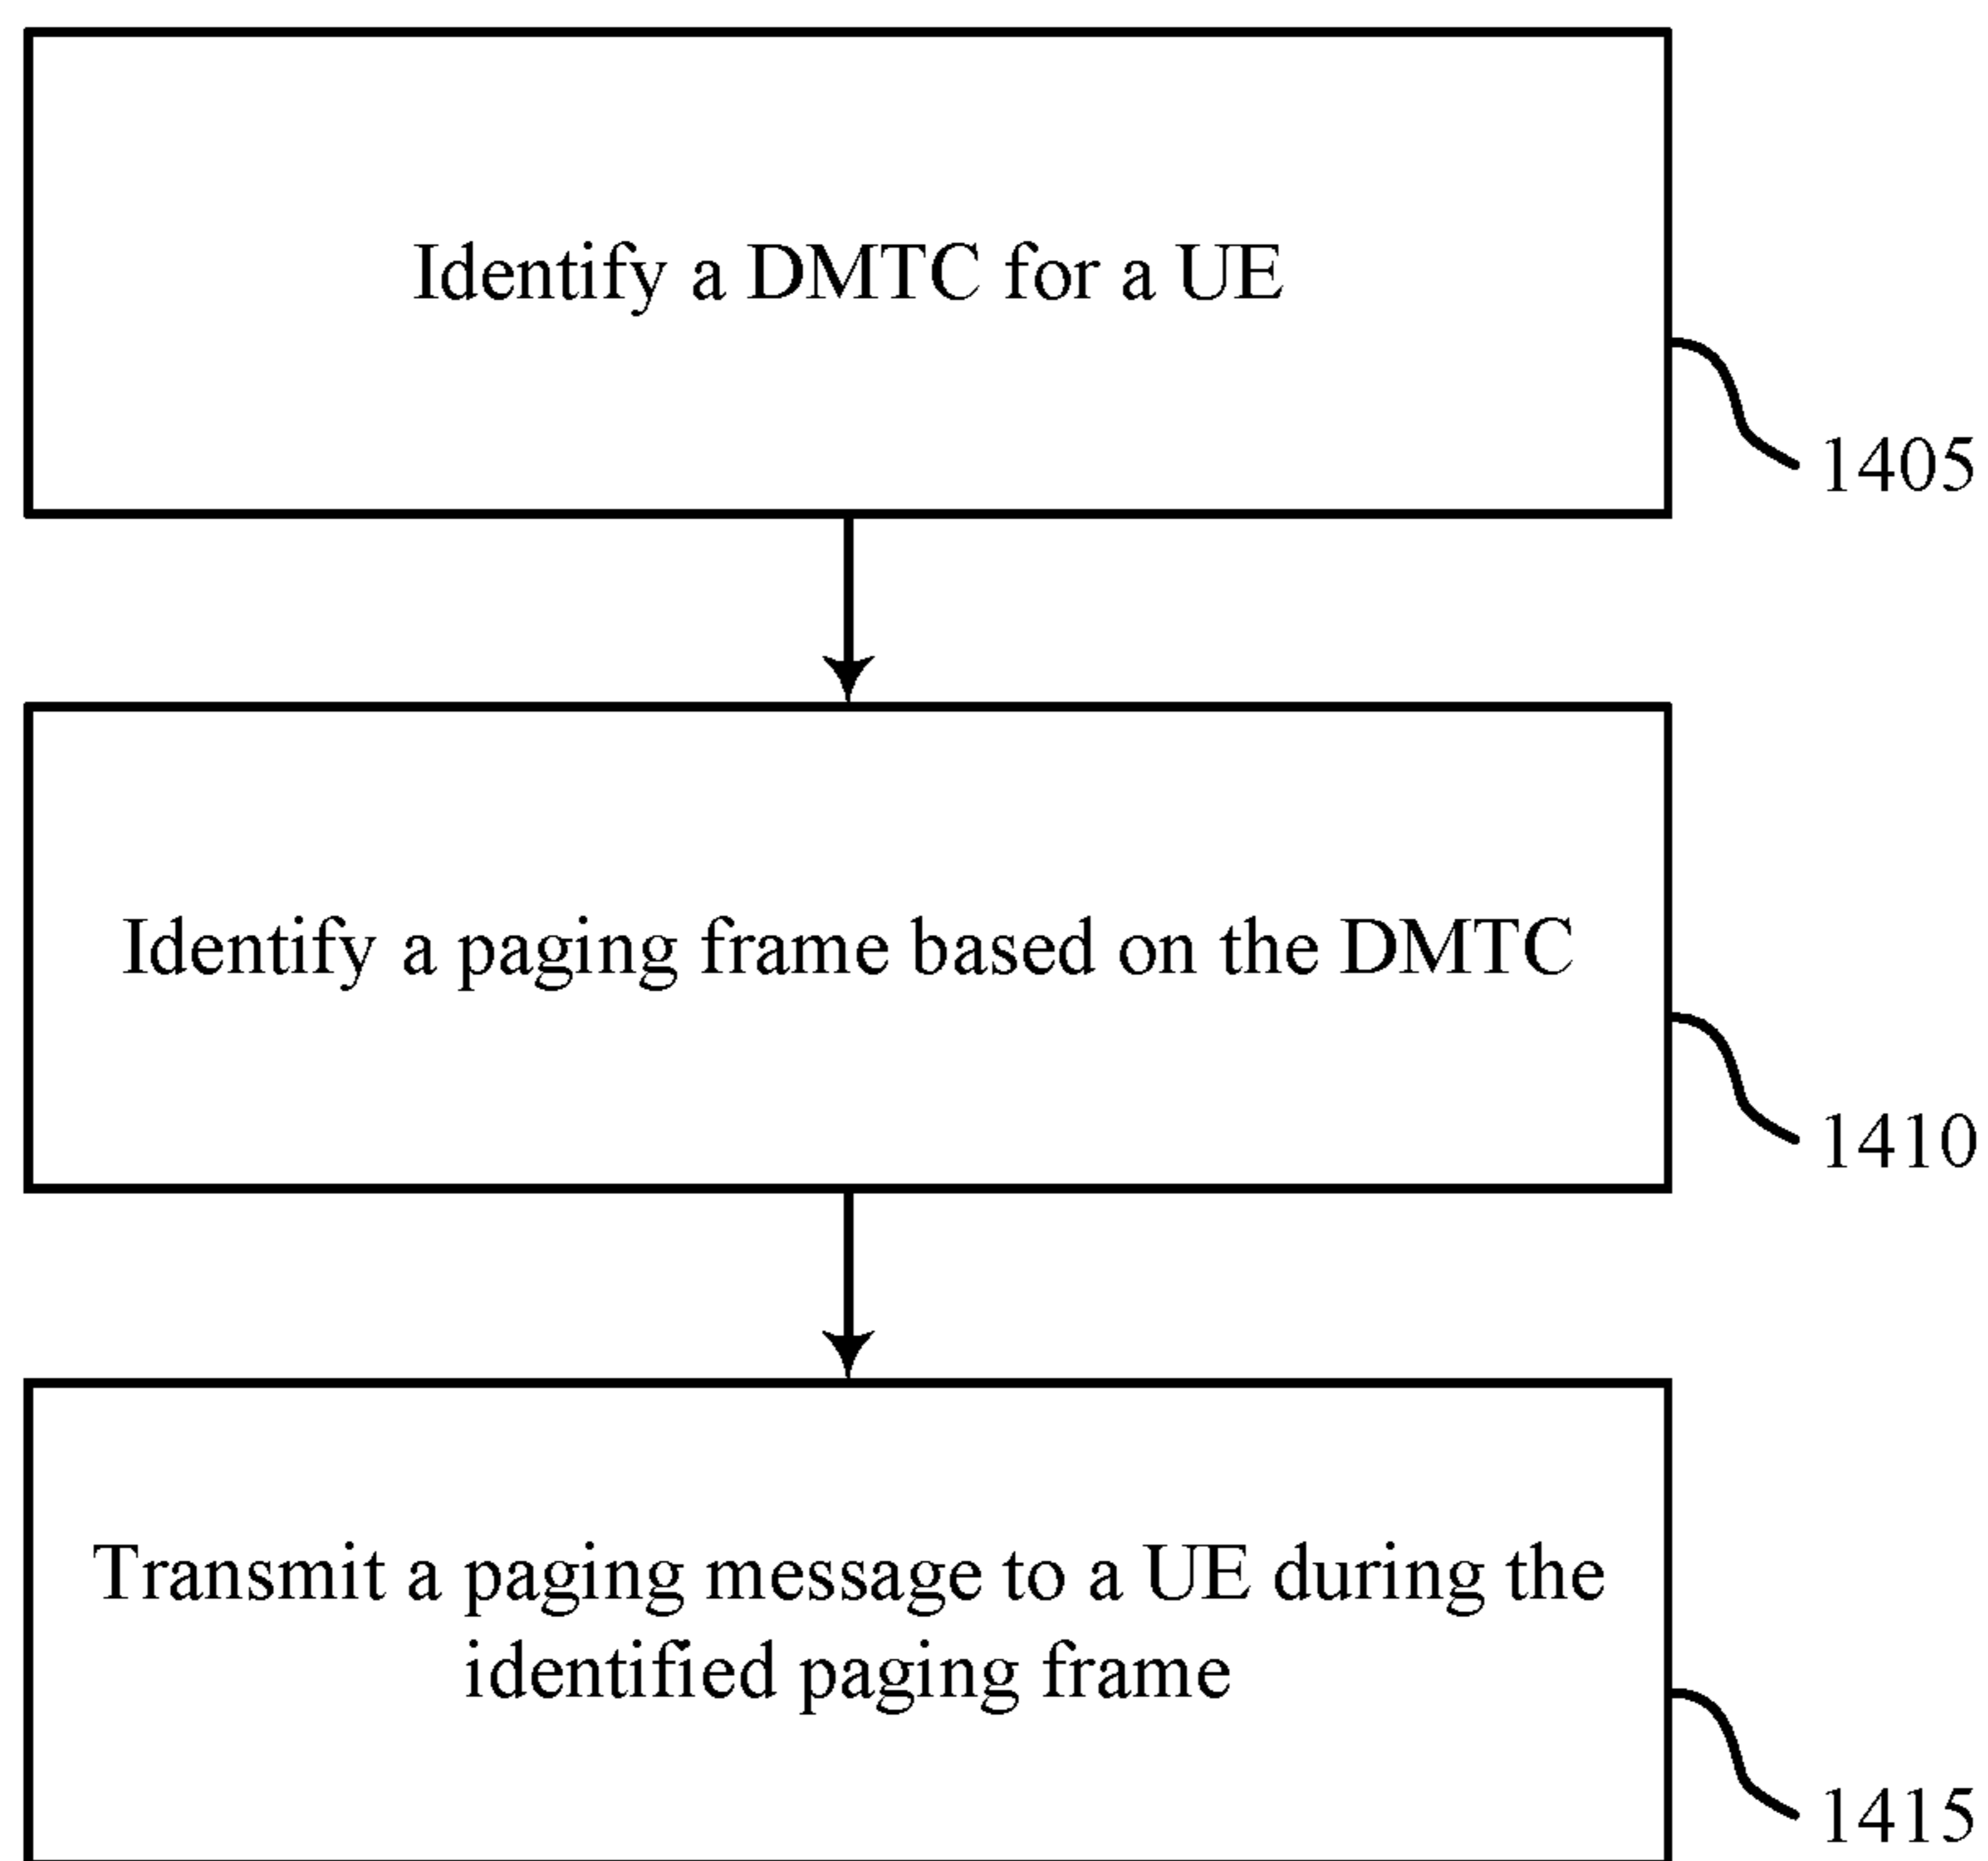 Identify a DMTC for a UE
1405
Identify a paging frame based on the DMTC
1410
Transmit a paging message to a UE during the
identified paging frame
1415